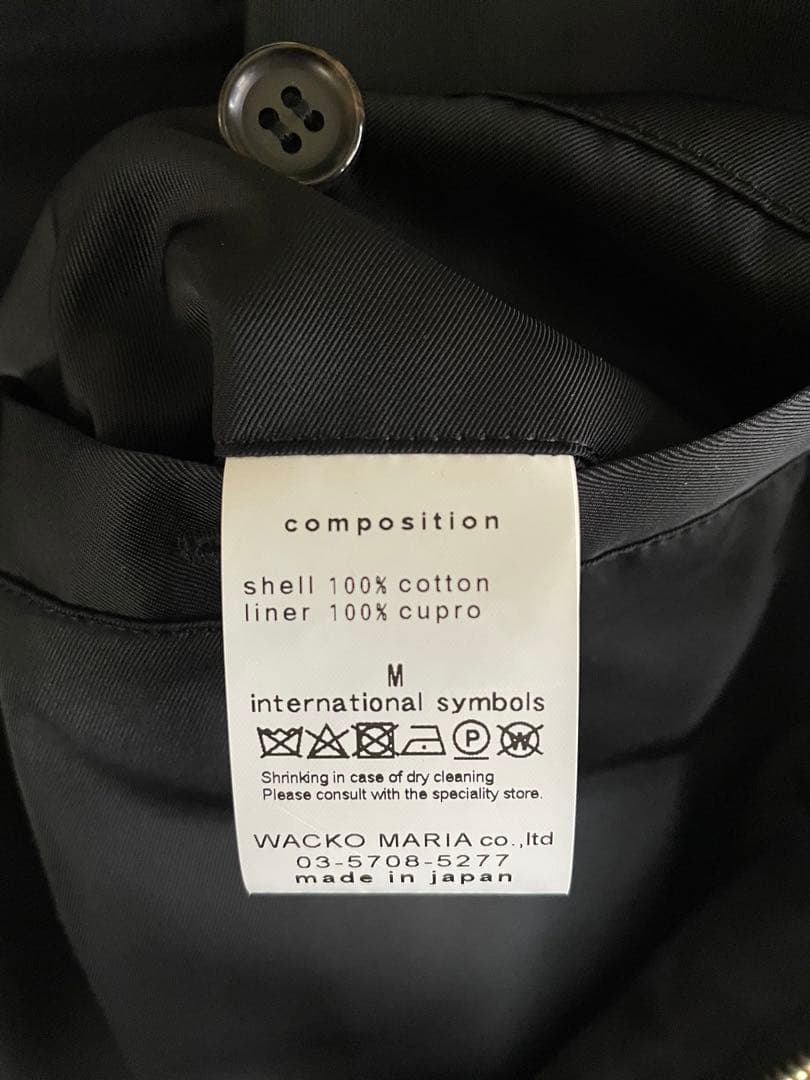 composition
shell 100% cotton
liner 100% cupro
M
international symbols
P W
Shrinking in case of dry cleaning
Please consult with the speciality store.
WACKO MARIA co.,ltd
03-5708-5277
made in japan